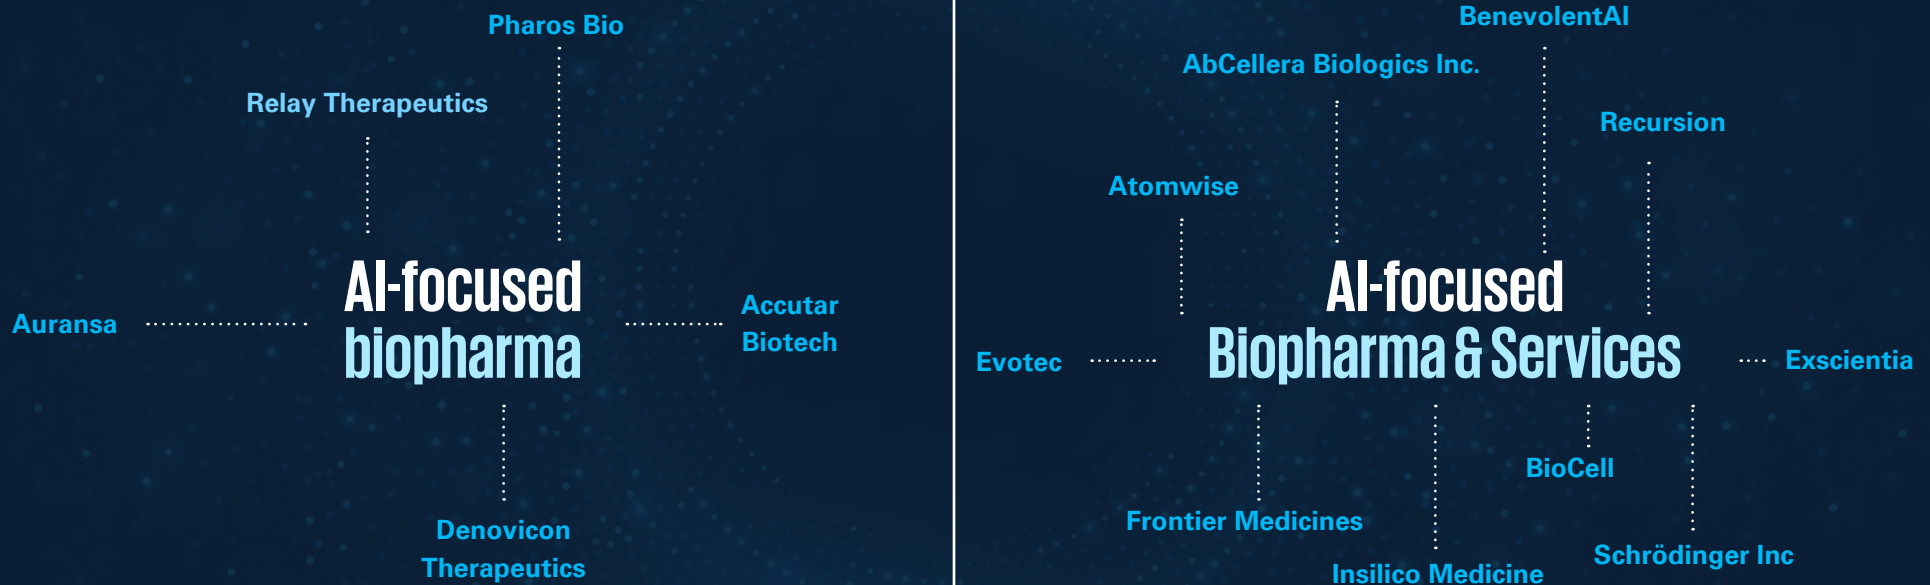 Pharos Bio
Relay Therapeutics
AI-focused
biopharma
Auransa
Accutar
Biotech
Denovicon
Therapeutics
BenevolentAI
AbCellera Biologics Inc.
Recursion
Atomwise
AI-focused
Biopharma & Services
Evotec
Exscientia
BioCell
Frontier Medicines
Schrödinger Inc
Insilico Medicine